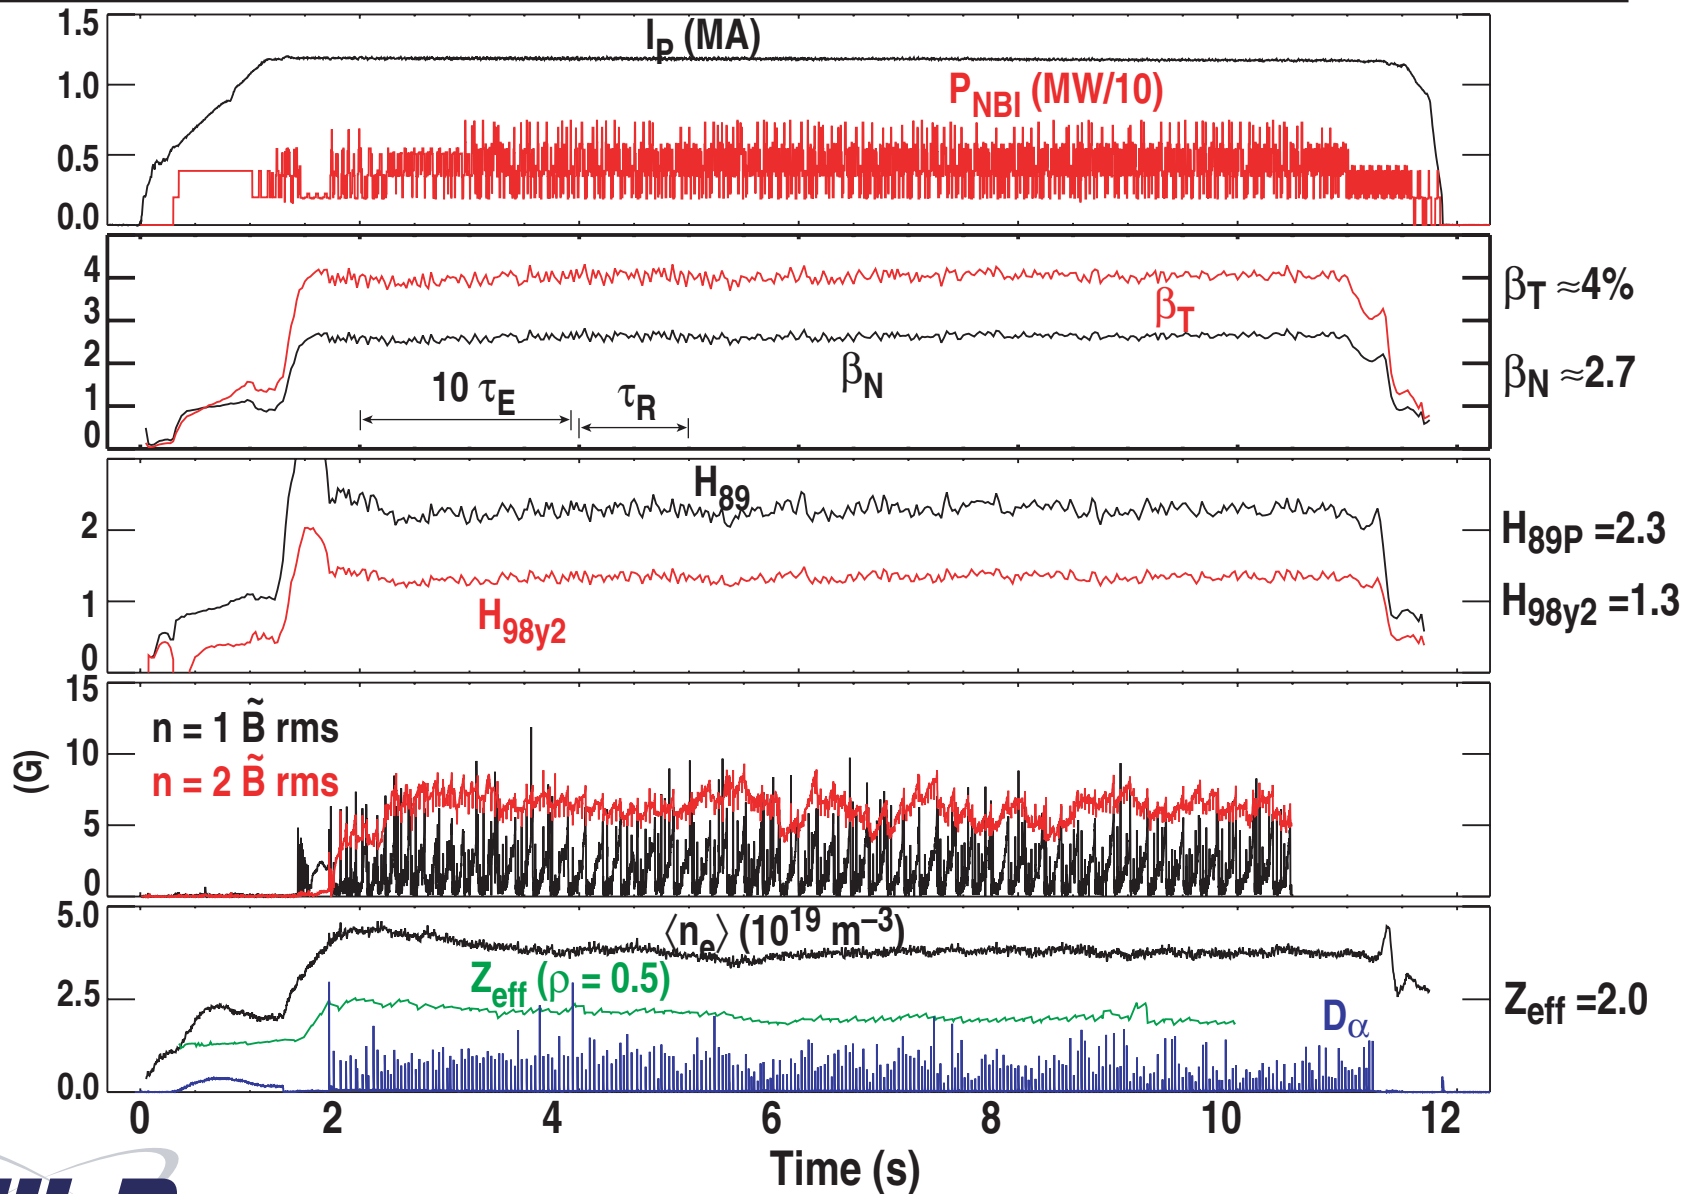 1.5
I_P (MA)
1.0
P_NBI (MW/10)
0.5
0.0
4
3
2
1
0
β_T
β_N
10 τ_E
τ_R
β_T ≈4%
β_N ≈2.7
H_89
2
1
0
H_98y2
H_89P =2.3
H_98y2 =1.3
15
n = 1 B̃ rms
10
n = 2 B̃ rms
(G)
5
0
5.0
⟨n_e⟩ (10^19 m^–3)
Z_eff (ρ = 0.5)
2.5
Z_eff =2.0
D_α
0.0
0 2 4 6 8 10 12
Time (s)